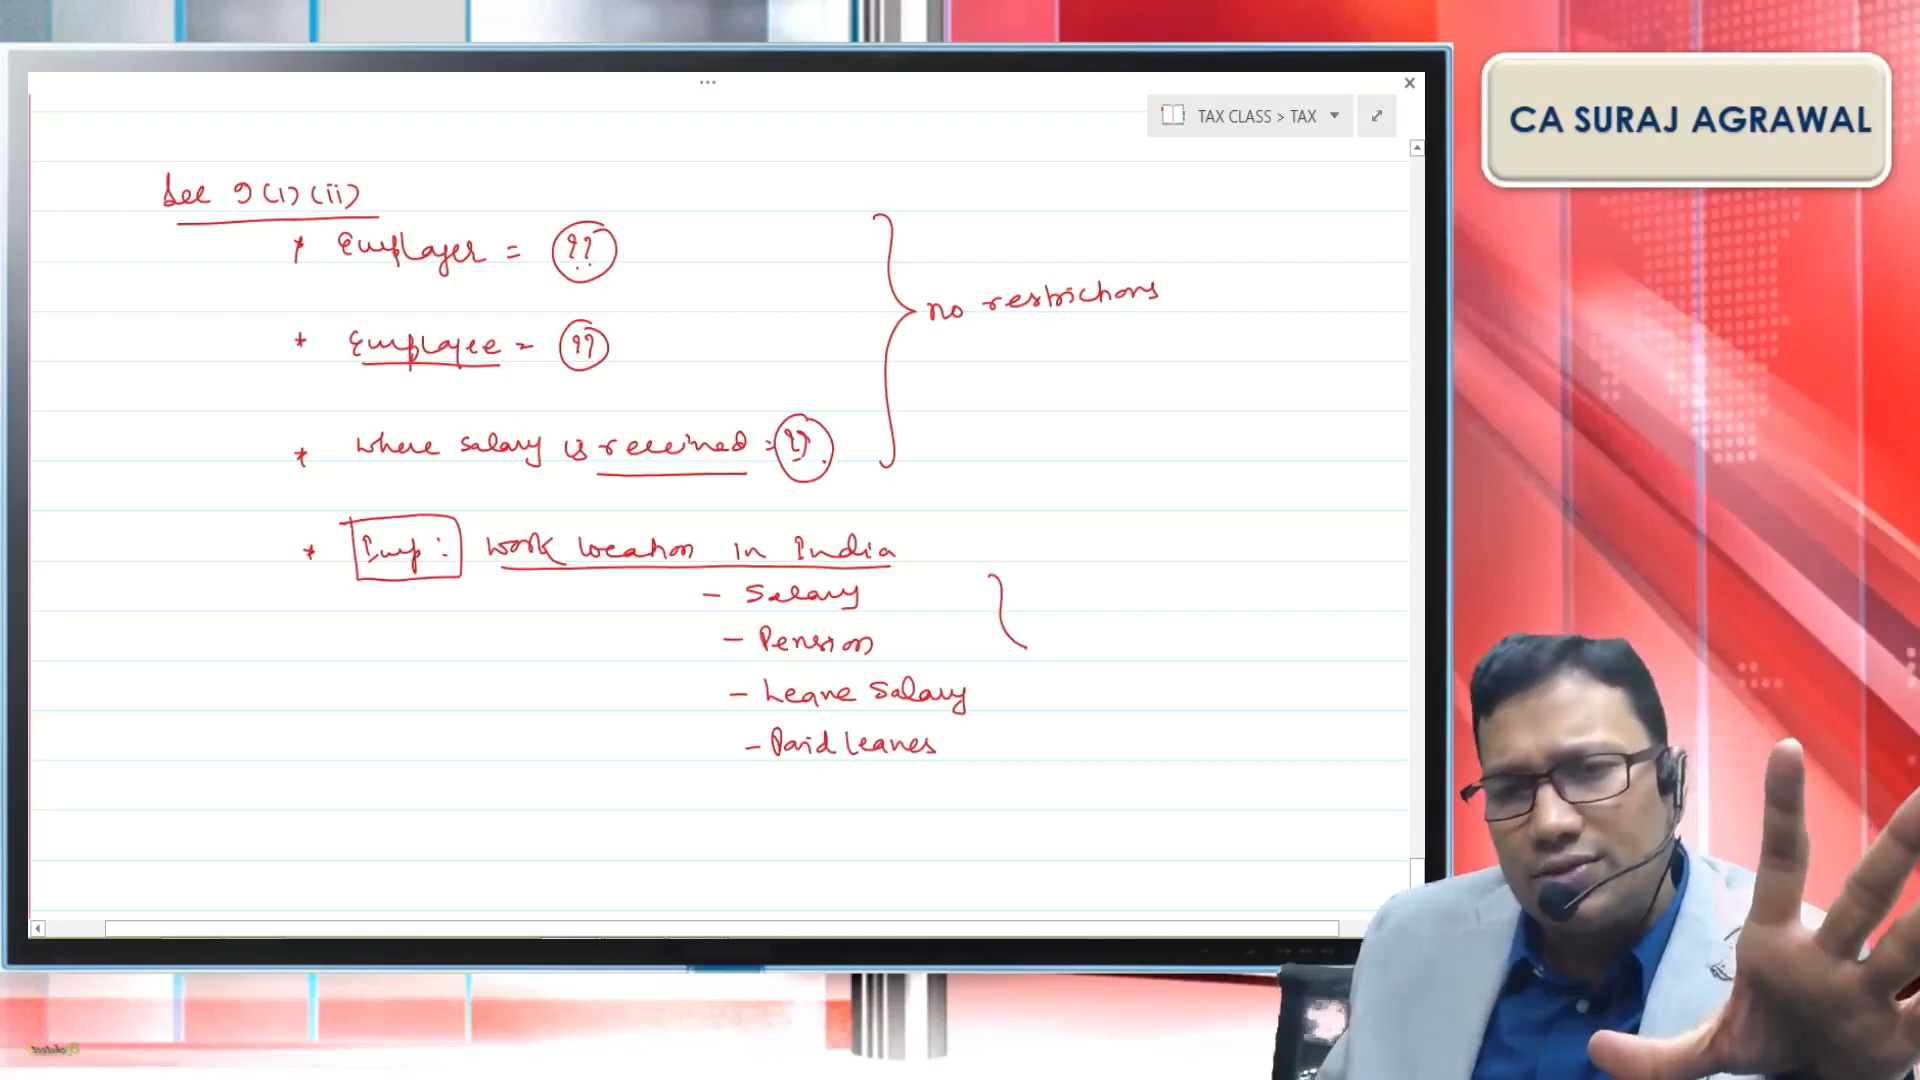 CA SURAJ AGRAWAL
TAX CLASS > TAX
Sec 9(1)(ii)
* Employer = ??
* Employee = ??
* where salary is received = ??
no restrictions
* Imp: work location in India
- Salary
- Pension
- Leave Salary
- Paid leaves